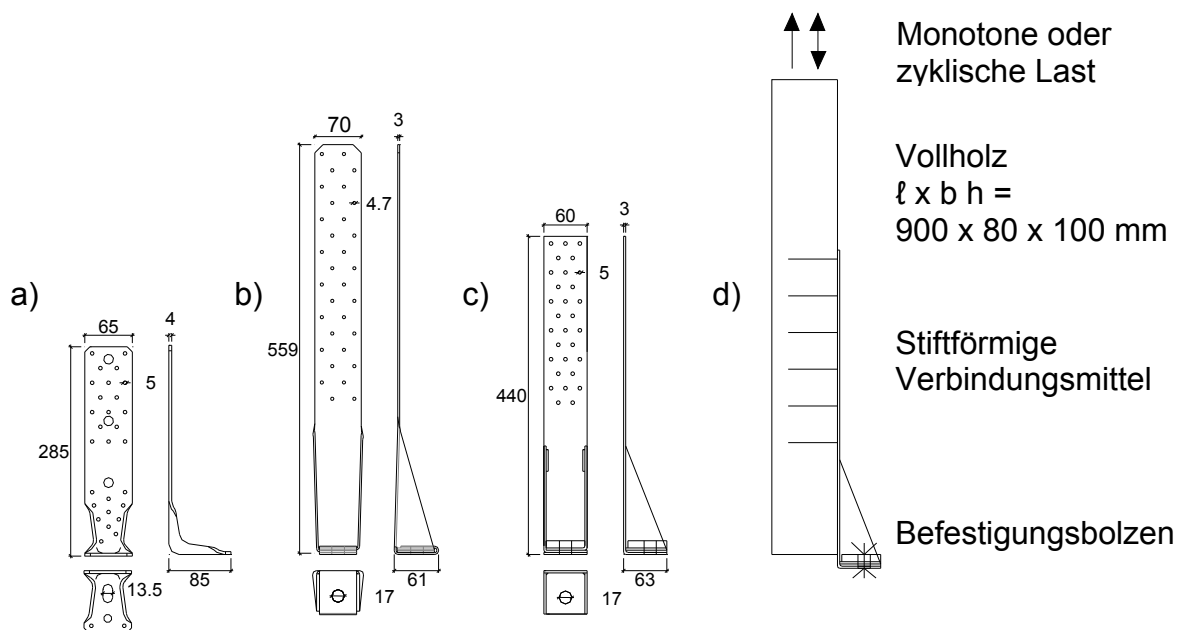 a)
65
4
5
285
85
13.5
b)
70
3
4.7
559
61
17
c)
60
3
5
440
63
17
d)
Monotone oder
zyklische Last
Vollholz
ℓ x b h =
900 x 80 x 100 mm
Stiftförmige
Verbindungsmittel
Befestigungsbolzen